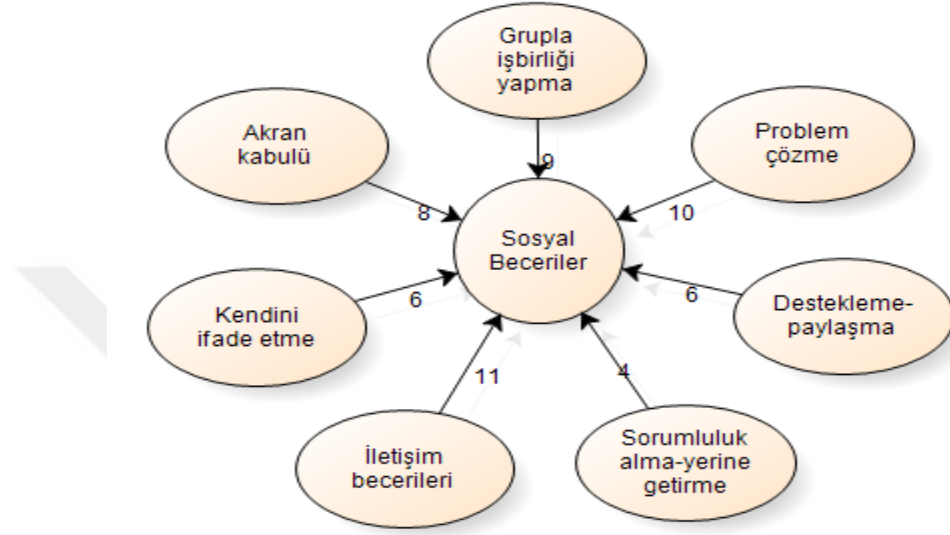 Grupla
işbirliği
yapma
Akran
kabulü
Problem
çözme
9
8
10
Sosyal
Beceriler
Kendini
ifade etme
6
6
Destekleme-
paylaşma
11
4
İletişim
becerileri
Sorumluluk
alma-yerine
getirme